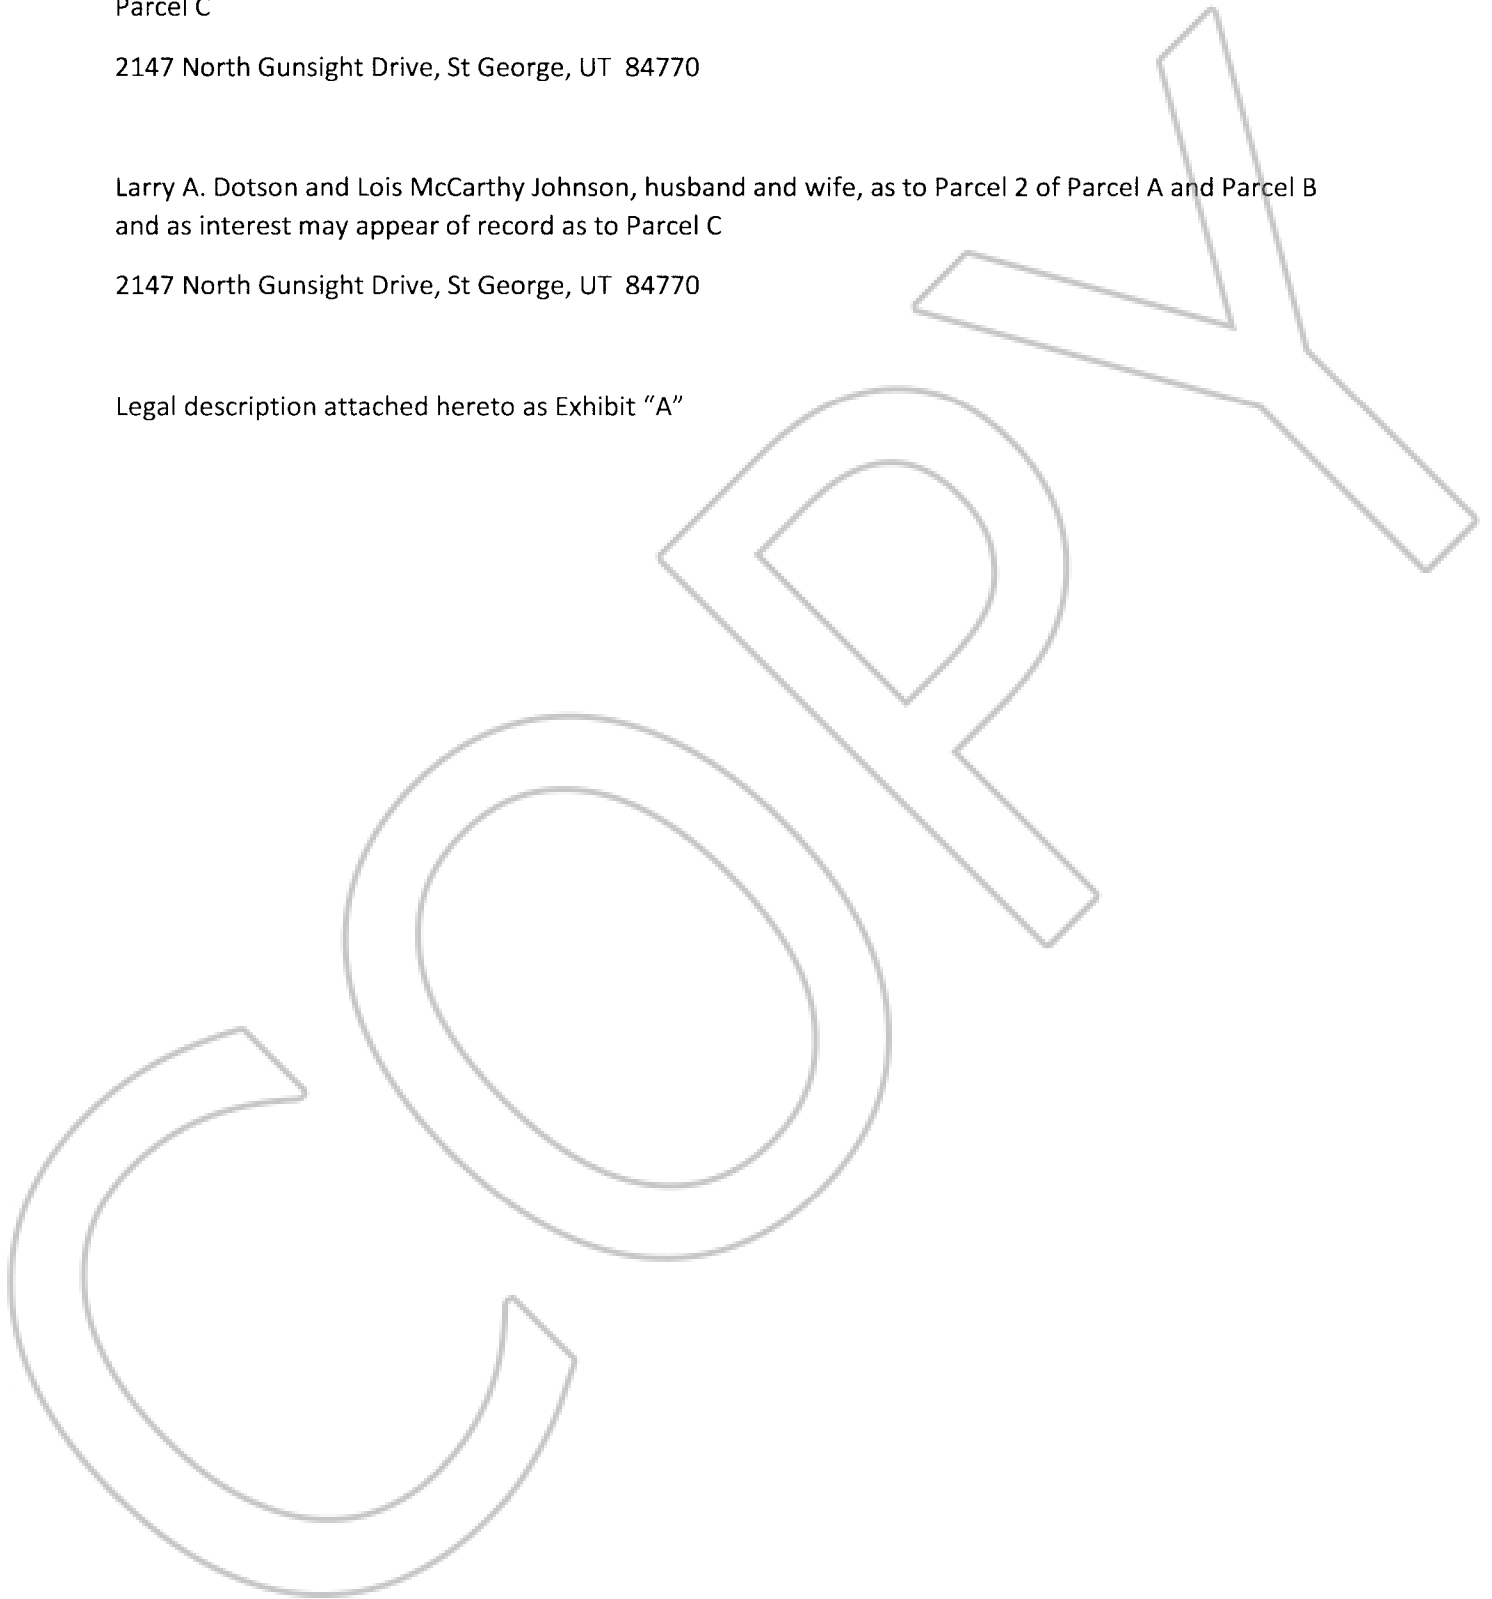 Parcel C
2147 North Gunsight Drive, St George, UT  84770
Larry A. Dotson and Lois McCarthy Johnson, husband and wife, as to Parcel 2 of Parcel A and Parcel B
and as interest may appear of record as to Parcel C
2147 North Gunsight Drive, St George, UT  84770
Legal description attached hereto as Exhibit “A”
COPY